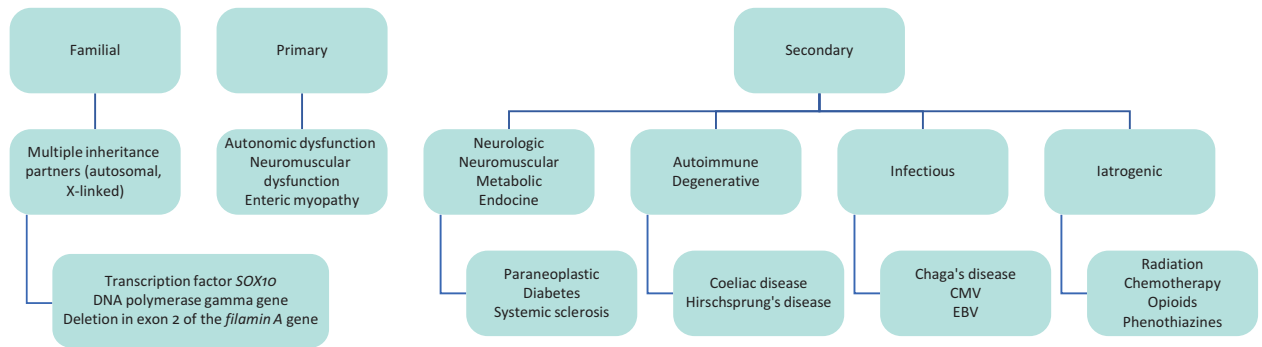 Familial
Primary
Secondary
Multiple inheritance
partners (autosomal,
X-linked)
Autonomic dysfunction
Neuromuscular
dysfunction
Enteric myopathy
Neurologic
Neuromuscular
Metabolic
Endocrine
Autoimmune
Degenerative
Infectious
Iatrogenic
Transcription factor SOX10
DNA polymerase gamma gene
Deletion in exon 2 of the filamin A gene
Paraneoplastic
Diabetes
Systemic sclerosis
Coeliac disease
Hirschsprung's disease
Chaga's disease
CMV
EBV
Radiation
Chemotherapy
Opioids
Phenothiazines